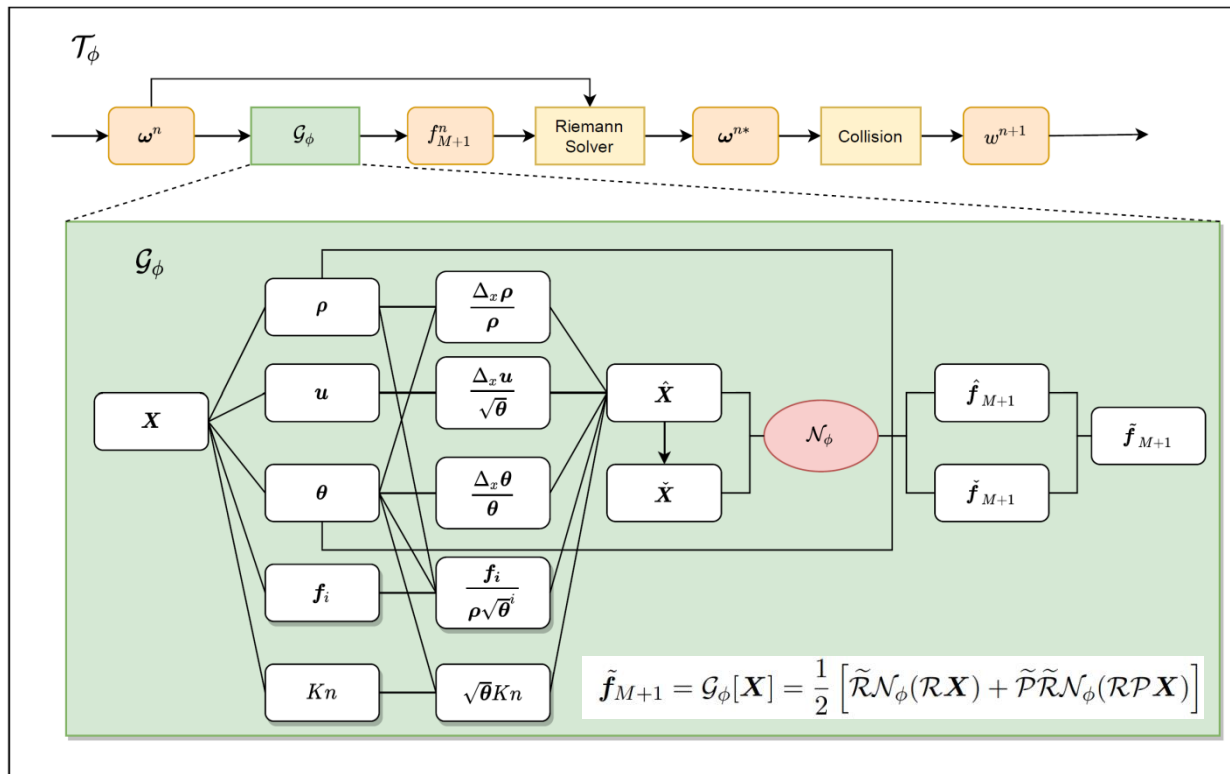 𝒯_ϕ
ω^n
𝒢_ϕ
f^n_{M+1}
Riemann
Solver
ω^{n*}
Collision
w^{n+1}
𝒢_ϕ
X
ρ
u
θ
f_i
Kn
Δ_x ρ / ρ
Δ_x u / √θ
Δ_x θ / θ
f_i / ρ√θ^i
√θKn
X̂
X̌
𝒩_ϕ
f̂_{M+1}
f̌_{M+1}
f̃_{M+1}
f̃_{M+1} = 𝒢_ϕ[X] = 1/2 [ℛ̃𝒩_ϕ(ℛX) + 𝒫̃ℛ̃𝒩_ϕ(ℛ𝒫X)]